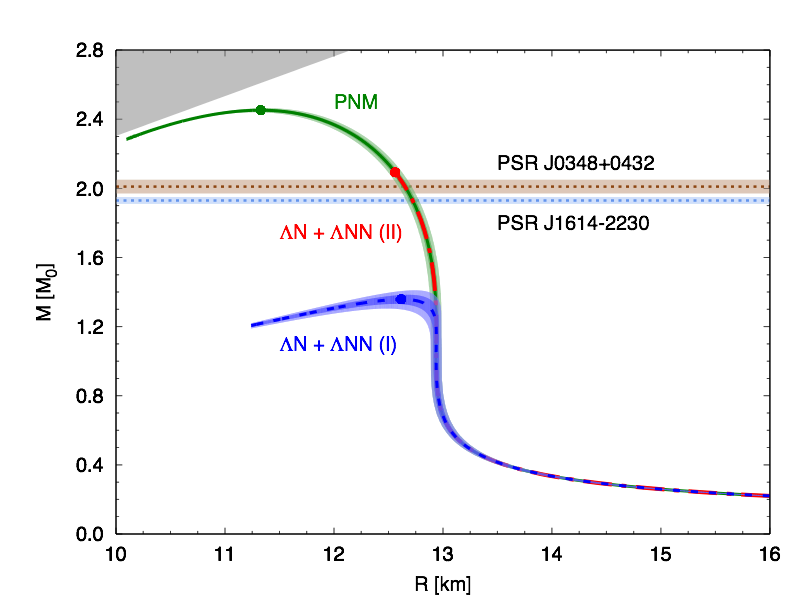 2.8
2.4
2.0
1.6
1.2
0.8
0.4
0.0
10
11
12
13
14
15
16
M [M0]
R [km]
PNM
PSR J0348+0432
PSR J1614-2230
ΛN + ΛNN (II)
ΛN + ΛNN (I)